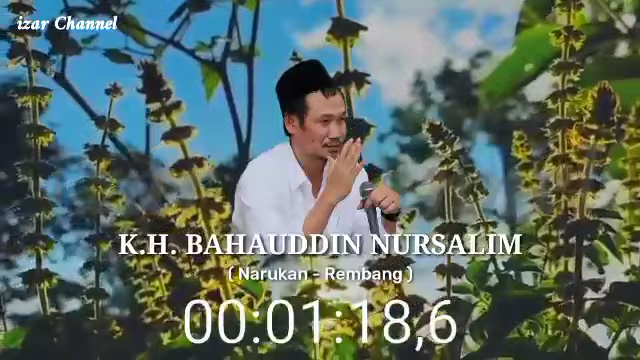 izar Channel
K.H. BAHAUDDIN NURSALIM
( Narukan - Rembang )
00:01:18,6